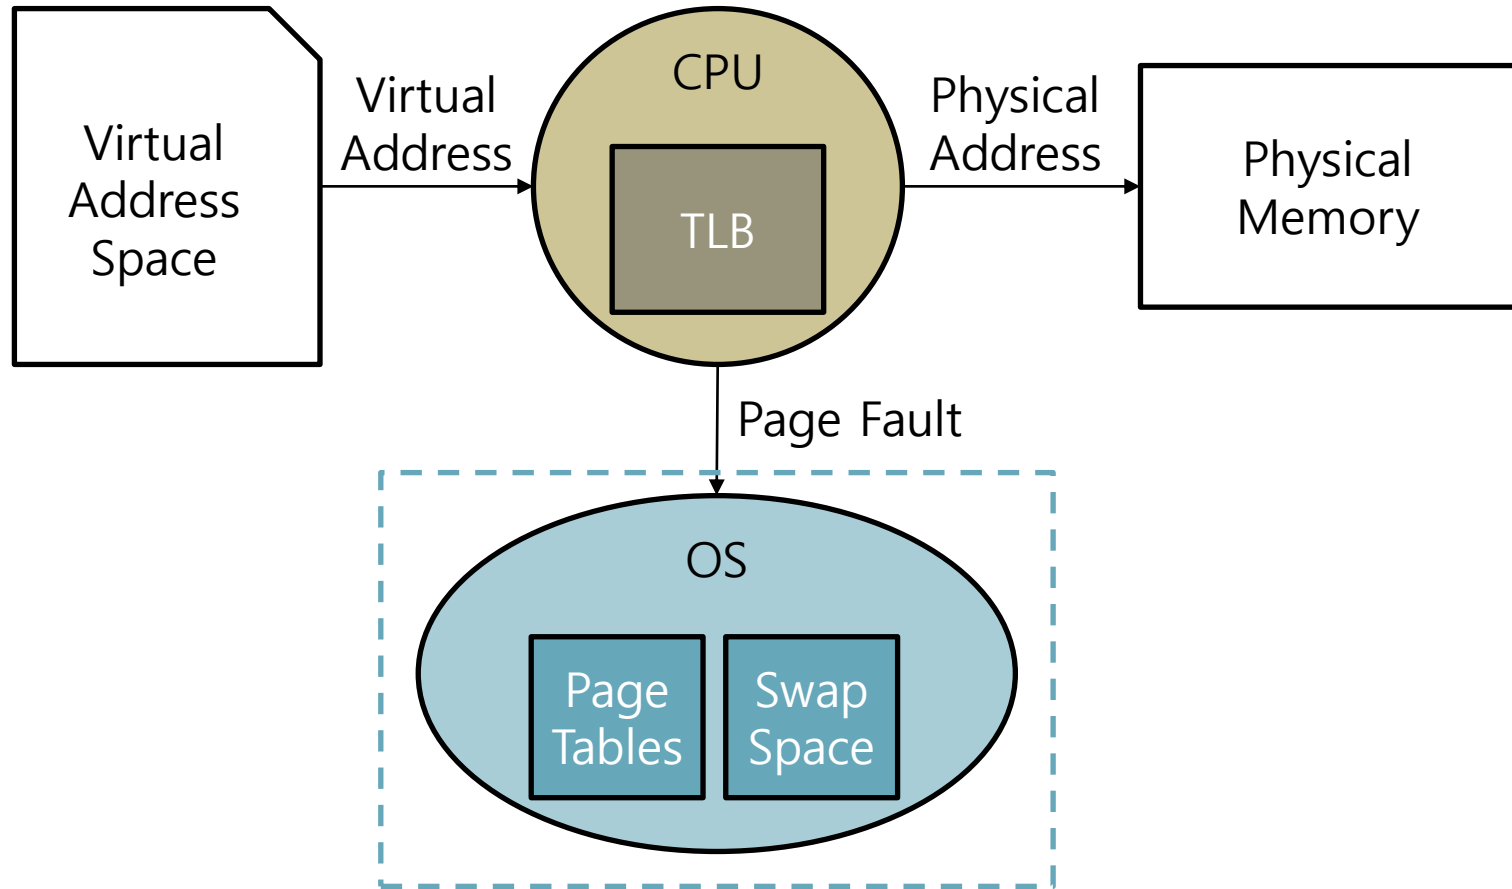 Virtual
Address
Space
Virtual
Address
CPU
TLB
Physical
Address
Physical
Memory
Page Fault
OS
Page
Tables
Swap
Space